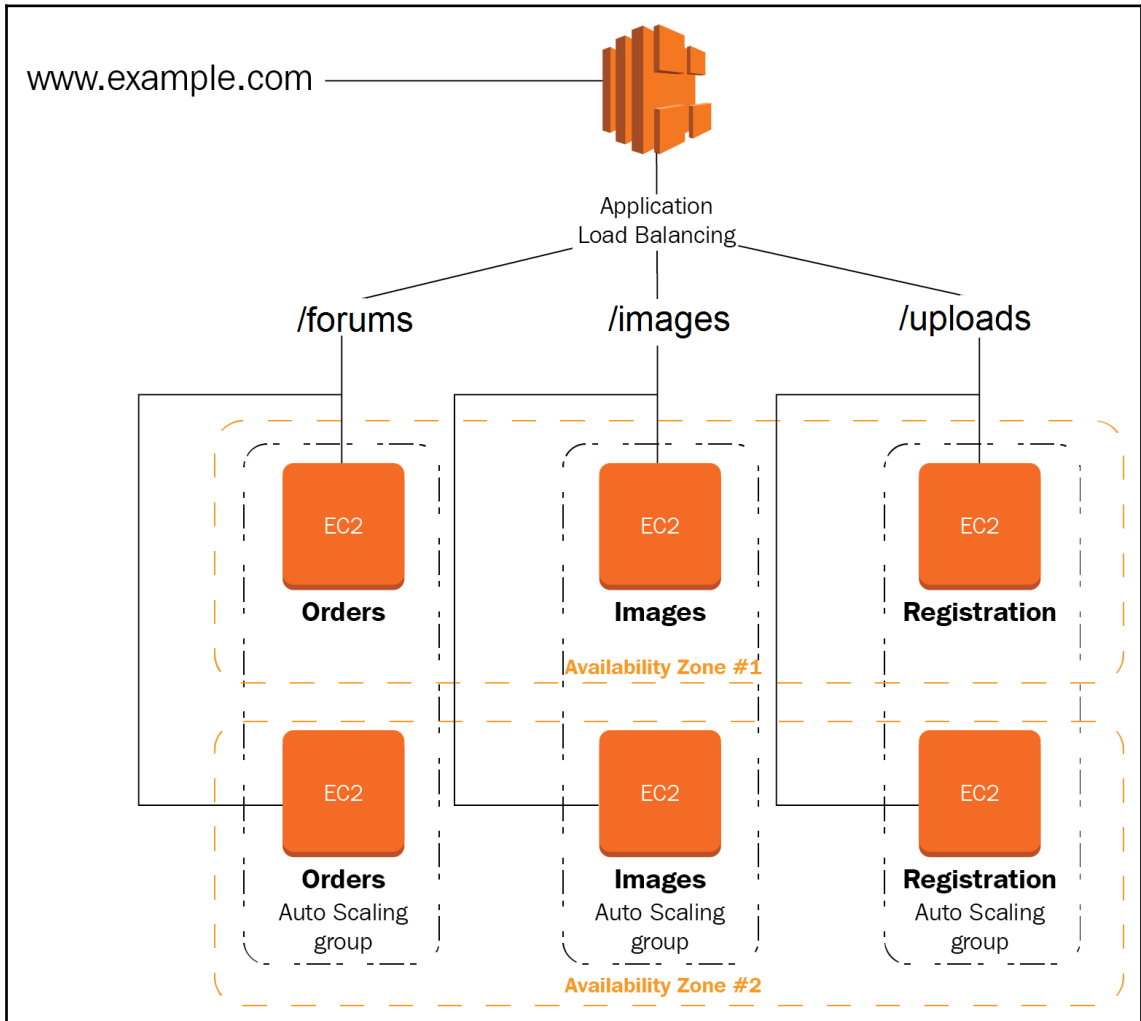 www.example.com
Application
Load Balancing
/forums
/images
/uploads
EC2
EC2
EC2
Orders
Images
Registration
Availability Zone #1
EC2
EC2
EC2
Orders
Images
Registration
Auto Scaling
group
Auto Scaling
group
Auto Scaling
group
Availability Zone #2